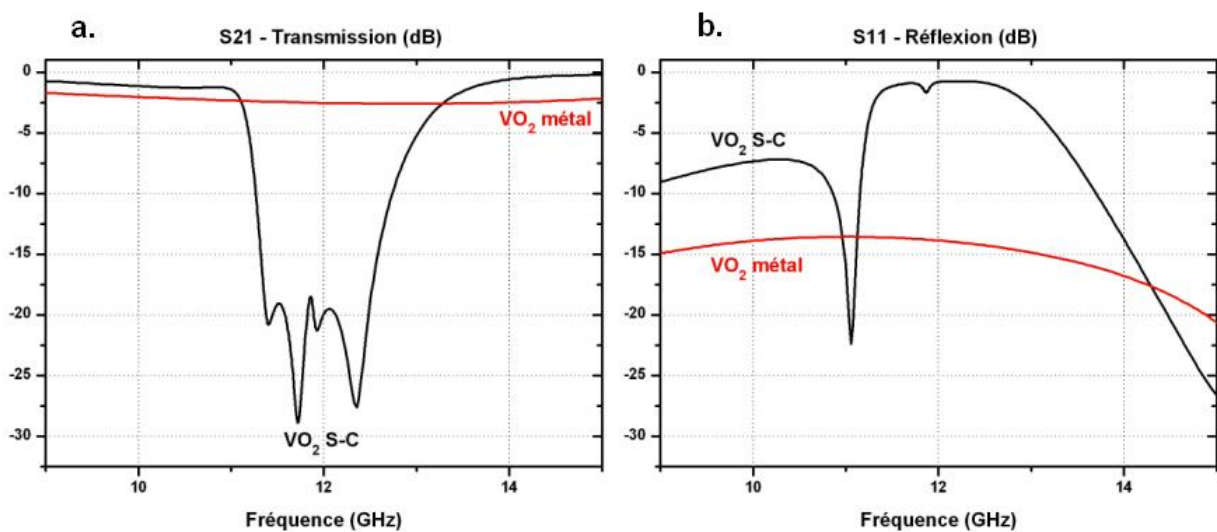 a.
S21 - Transmission (dB)
0
-5
-10
-15
-20
-25
-30
VO2 métal
VO2 S-C
10
12
14
Fréquence (GHz)
b.
S11 - Réflexion (dB)
0
-5
-10
-15
-20
-25
-30
VO2 S-C
VO2 métal
10
12
14
Fréquence (GHz)